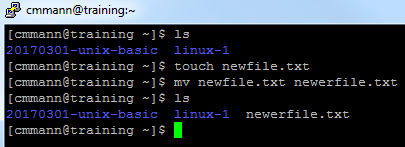 cmmann@training:~
[cmmann@training ~]$ ls
20170301-unix-basic  linux-1
[cmmann@training ~]$ touch newfile.txt
[cmmann@training ~]$ mv newfile.txt newerfile.txt
[cmmann@training ~]$ ls
20170301-unix-basic  linux-1  newerfile.txt
[cmmann@training ~]$